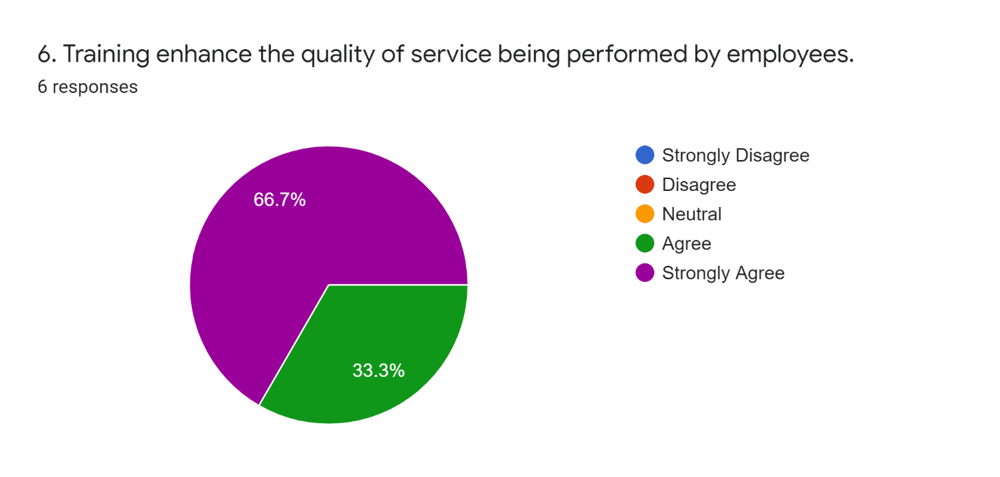 6. Training enhance the quality of service being performed by employees.
6 responses
66.7%
33.3%
Strongly Disagree
Disagree
Neutral
Agree
Strongly Agree